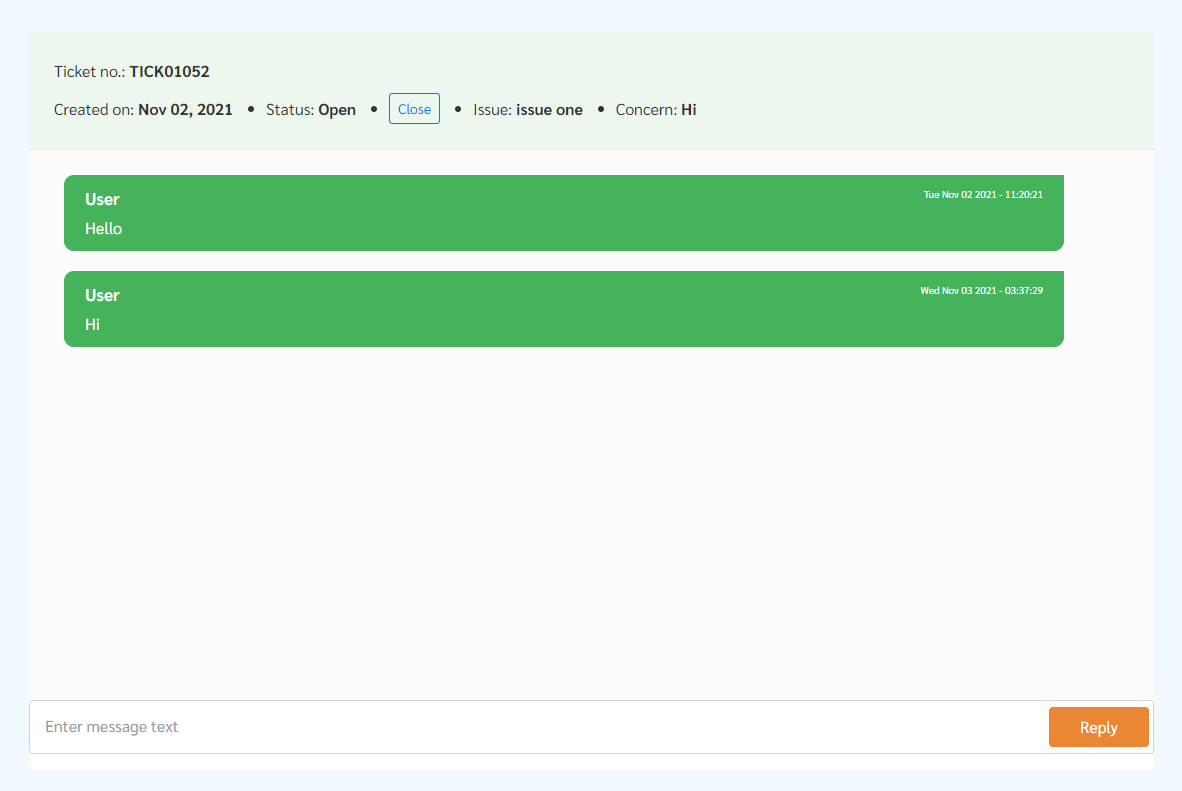 Ticket no.: TICK01052
Created on: Nov 02, 2021 • Status: Open • Close • Issue: issue one • Concern: Hi
User Tue Nov 02 2021 - 11:20:21
Hello
User Wed Nov 03 2021 - 03:37:29
Hi
Enter message text Reply